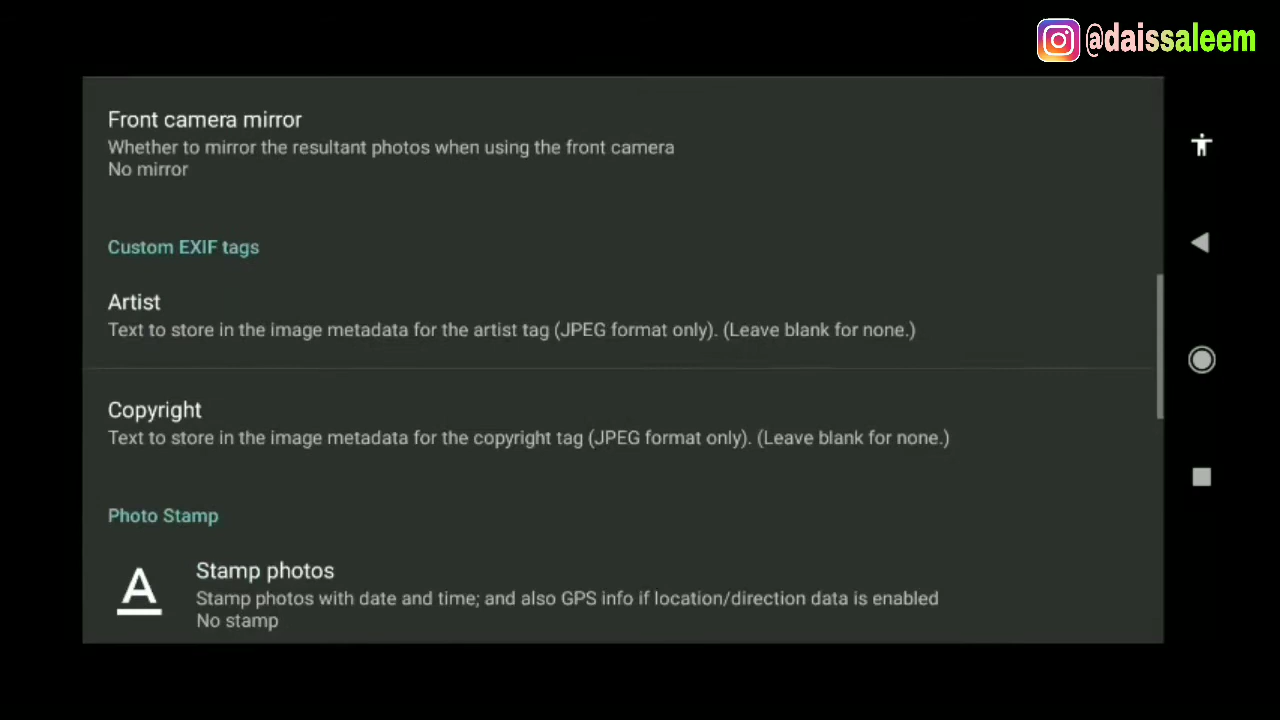 @daissaleem
Front camera mirror
Whether to mirror the resultant photos when using the front camera
No mirror
Custom EXIF tags
Artist
Text to store in the image metadata for the artist tag (JPEG format only). (Leave blank for none.)
Copyright
Text to store in the image metadata for the copyright tag (JPEG format only). (Leave blank for none.)
Photo Stamp
A
Stamp photos
Stamp photos with date and time; and also GPS info if location/direction data is enabled
No stamp